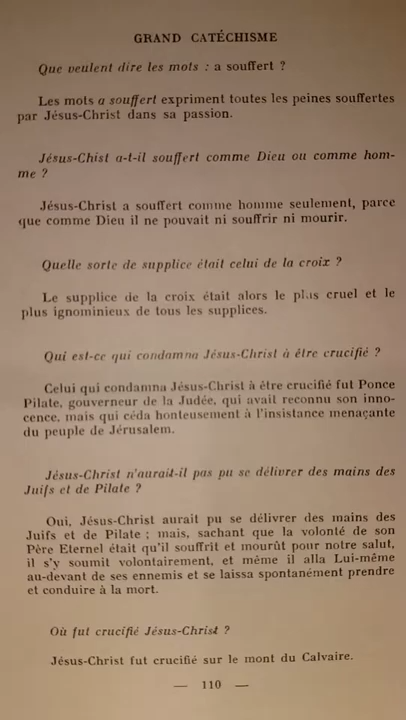 GRAND CATÉCHISME
Que veulent dire les mots : a souffert ?
Les mots a souffert expriment toutes les peines souffertes
par Jésus-Christ dans sa passion.
Jésus-Chist a-t-il souffert comme Dieu ou comme hom-
me ?
Jésus-Christ a souffert comme homme seulement, parce
que comme Dieu il ne pouvait ni souffrir ni mourir.
Quelle sorte de supplice était celui de la croix ?
Le supplice de la croix était alors le plus cruel et le
plus ignominieux de tous les supplices.
Qui est-ce qui condamna Jésus-Christ à être crucifié ?
Celui qui condamna Jésus-Christ à être crucifié fut Ponce
Pilate, gouverneur de la Judée, qui avait reconnu son inno-
cence, mais qui céda honteusement à l'insistance menaçante
du peuple de Jérusalem.
Jésus-Christ n'aurait-il pas pu se délivrer des mains des
Juifs et de Pilate ?
Oui, Jésus-Christ aurait pu se délivrer des mains des
Juifs et de Pilate ; mais, sachant que la volonté de son
Père Eternel était qu'il souffrît et mourût pour notre salut,
il s'y soumit volontairement, et même il alla Lui-même
au-devant de ses ennemis et se laissa spontanément prendre
et conduire à la mort.
Où fut crucifié Jésus-Christ ?
Jésus-Christ fut crucifié sur le mont du Calvaire.
— 110 —